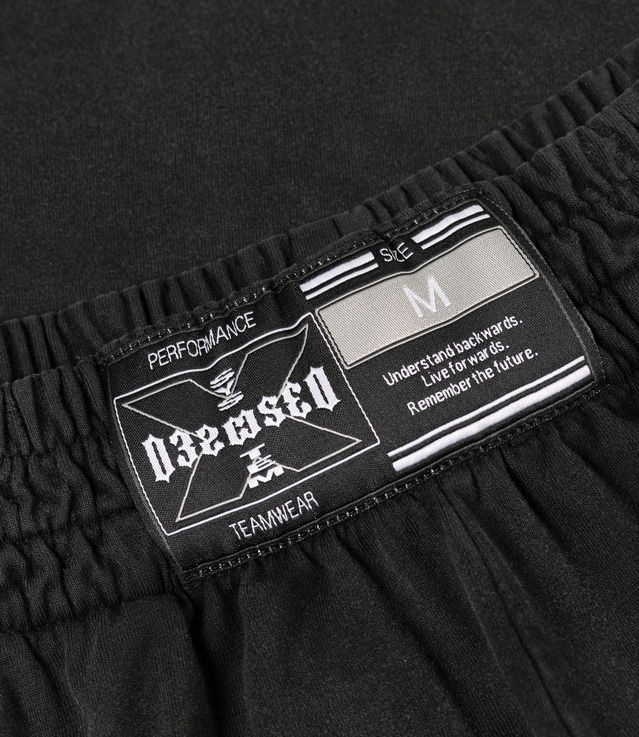 PERFORMANCE
TEAMWEAR
SIZE
M
Understand backwards.
Live forwards.
Remember the future.